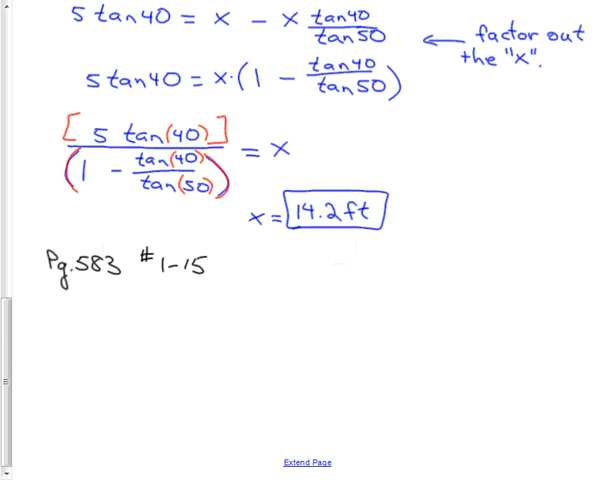 5 tan40 = x - x tan40/tan50
← factor out
the "x".
5 tan40 = x·(1 - tan40/tan50)
[5 tan(40)]/(1 - tan(40)/tan(50)) = x
x = 14.2ft
Pg.583 # 1-15
Extend Page